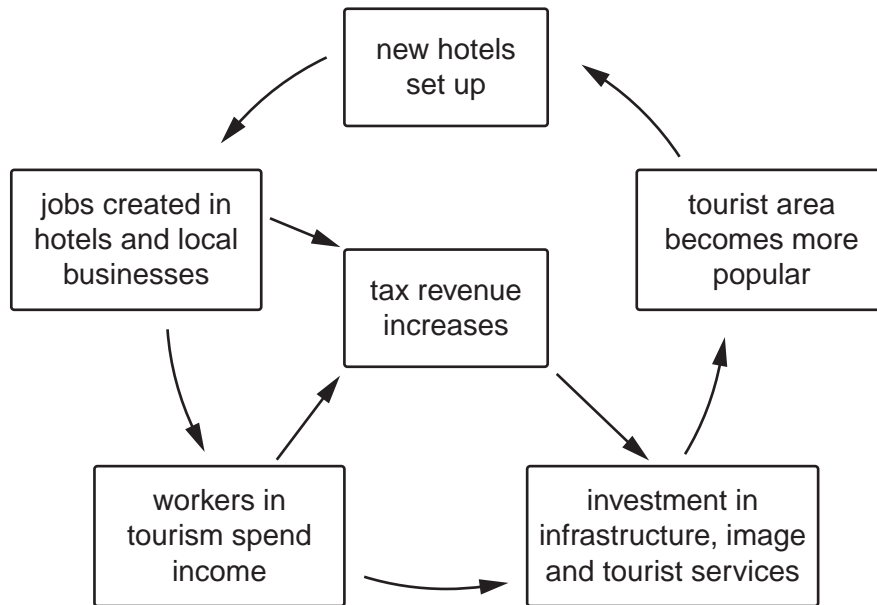 new hotels
set up
jobs created in
hotels and local
businesses
tourist area
becomes more
popular
tax revenue
increases
workers in
tourism spend
income
investment in
infrastructure, image
and tourist services